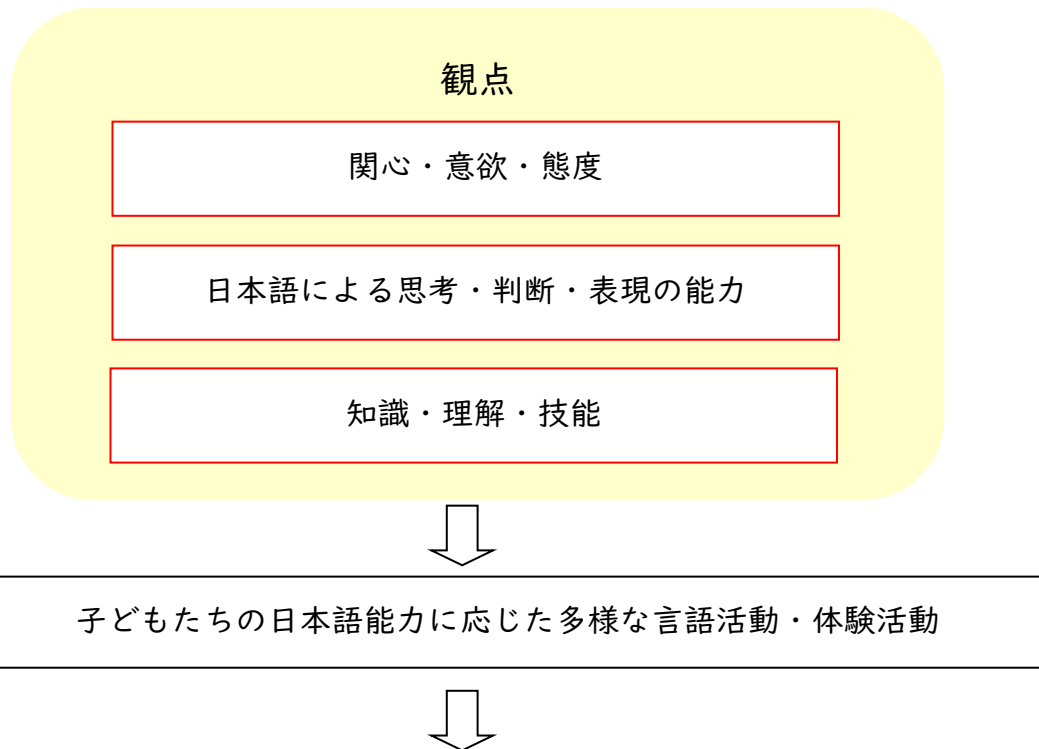 観点
関心・意欲・態度
日本語による思考・判断・表現の能力
知識・理解・技能
子どもたちの日本語能力に応じた多様な言語活動・体験活動